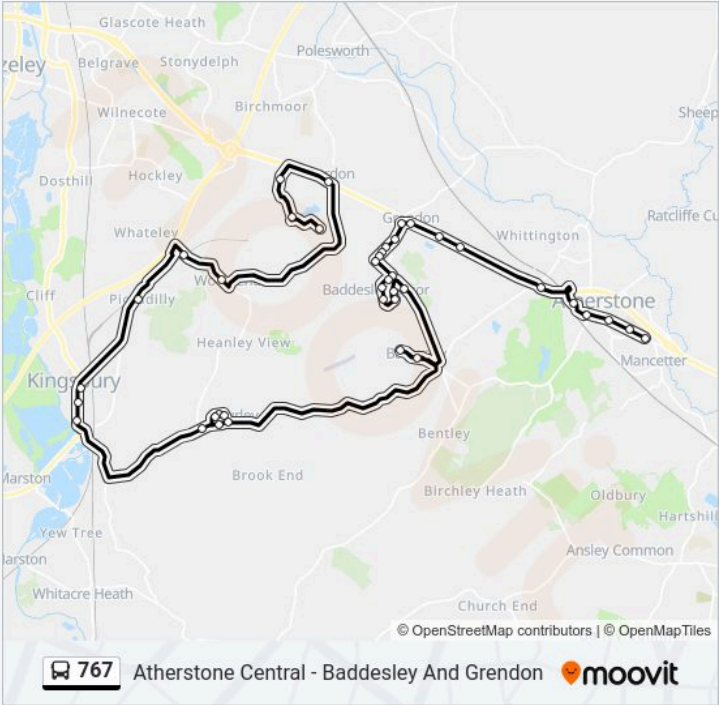 Glascote Heath
Polesworth
zeley
Belgrave
Stonydelph
Birchmoor
Wilnecote
Sheep
Dosthill
Hockley
don
Ratcliffe Cu
Whateley
Whittington
Cliff
Atherstone
Heanley View
Mancetter
Kingsbury
Bentley
Marston
Brook End
Birchley Heath
Oldbury
Hartshill
Yew Tree
Ansley Common
arston
Whitacre Heath
Church End
© OpenStreetMap contributors | © OpenMapTiles
767 Atherstone Central - Baddesley And Grendon moovit